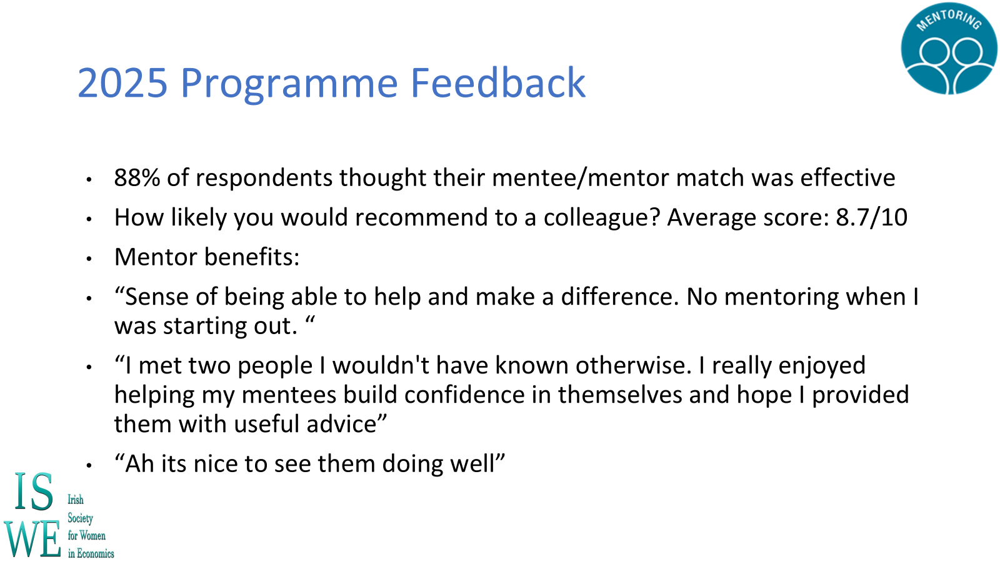 MENTORING
2025 Programme Feedback
• 88% of respondents thought their mentee/mentor match was effective
• How likely you would recommend to a colleague? Average score: 8.7/10
• Mentor benefits:
• “Sense of being able to help and make a difference. No mentoring when I
was starting out. “
• “I met two people I wouldn't have known otherwise. I really enjoyed
helping my mentees build confidence in themselves and hope I provided
them with useful advice”
• “Ah its nice to see them doing well”
IS
WE
Irish
Society
for Women
in Economics